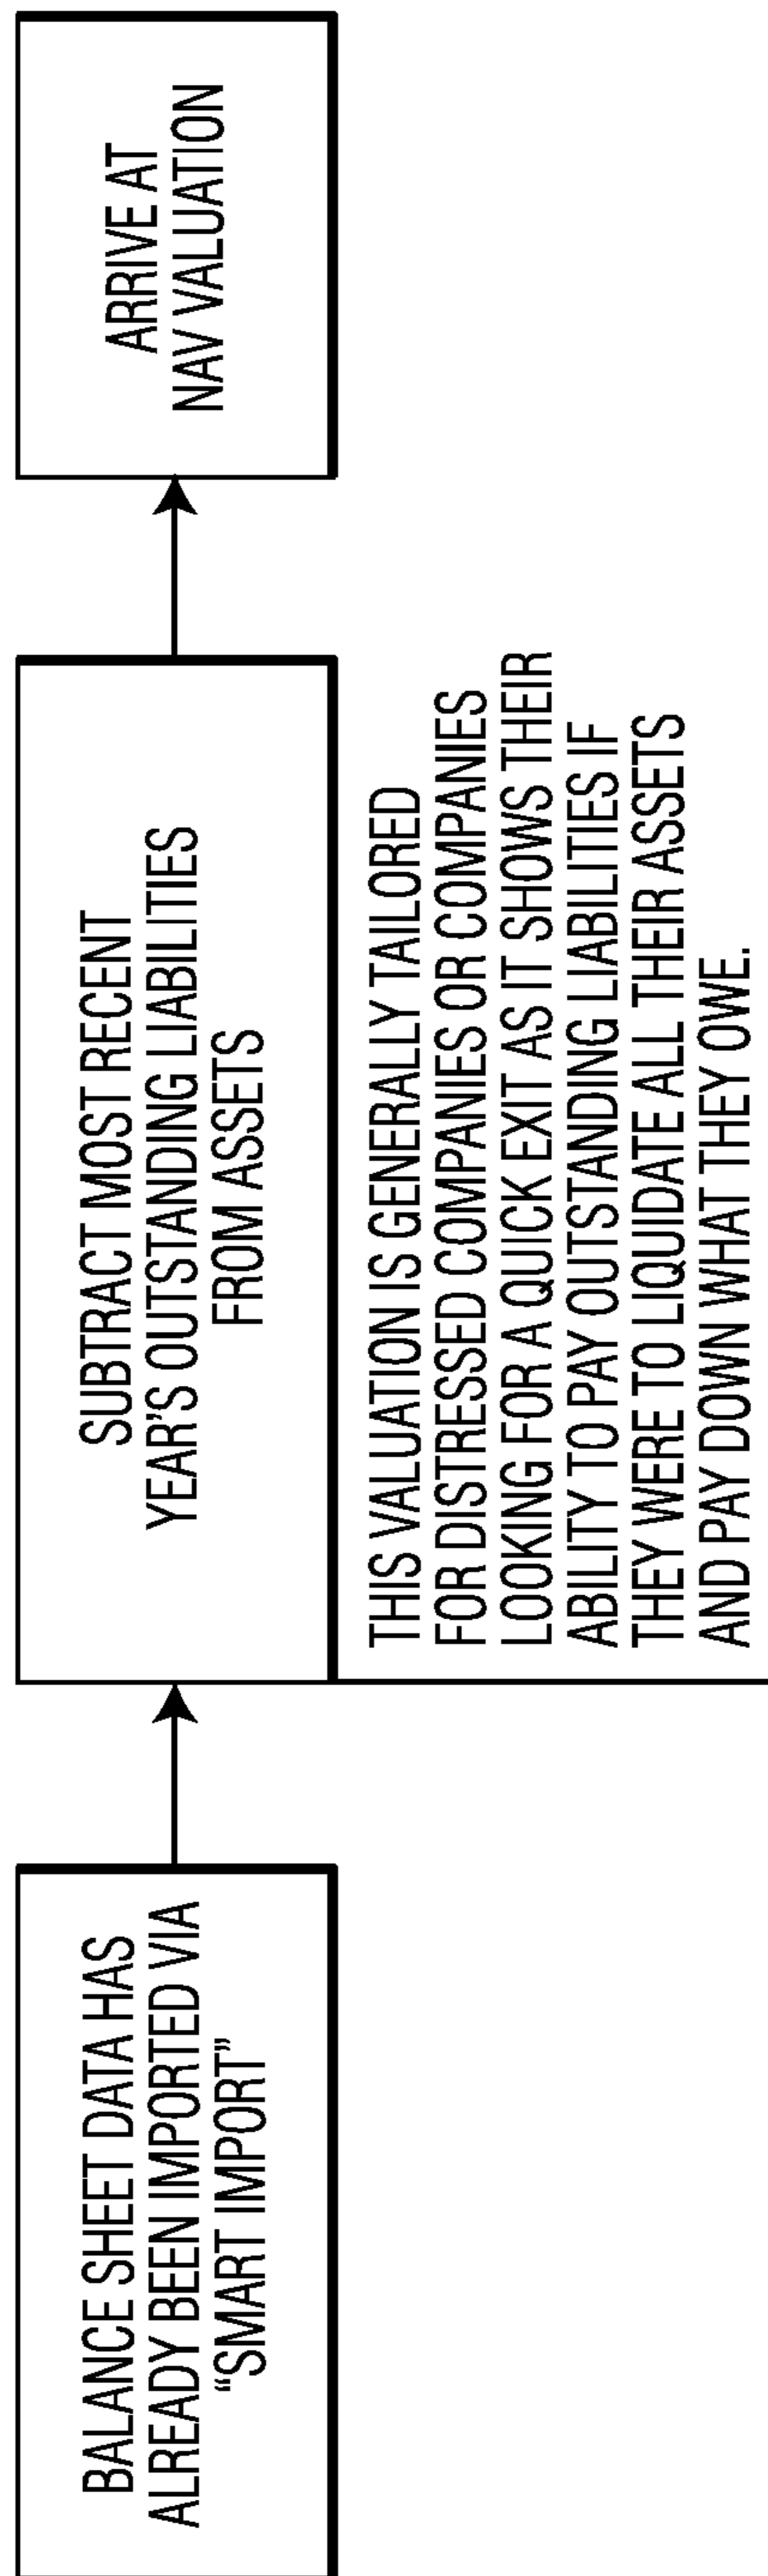 BALANCE SHEET DATA HAS
ALREADY BEEN IMPORTED VIA
“SMART IMPORT”
SUBTRACT MOST RECENT
YEAR'S OUTSTANDING LIABILITIES
FROM ASSETS
THIS VALUATION IS GENERALLY TAILORED
FOR DISTRESSED COMPANIES OR COMPANIES
LOOKING FOR A QUICK EXIT AS IT SHOWS THEIR
ABILITY TO PAY OUTSTANDING LIABILITIES IF
THEY WERE TO LIQUIDATE ALL THEIR ASSETS
AND PAY DOWN WHAT THEY OWE.
ARRIVE AT
NAV VALUATION